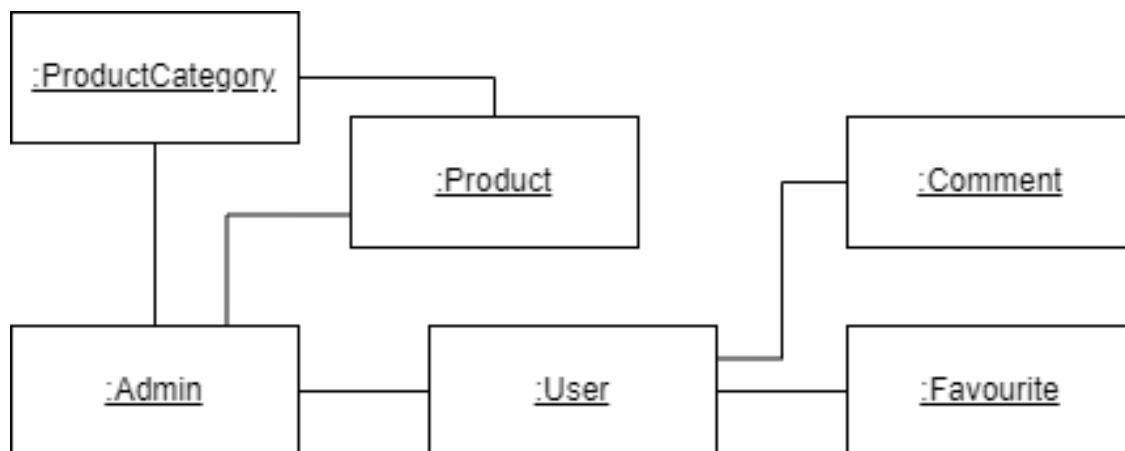 :ProductCategory
:Product
:Comment
:Admin
:User
:Favourite